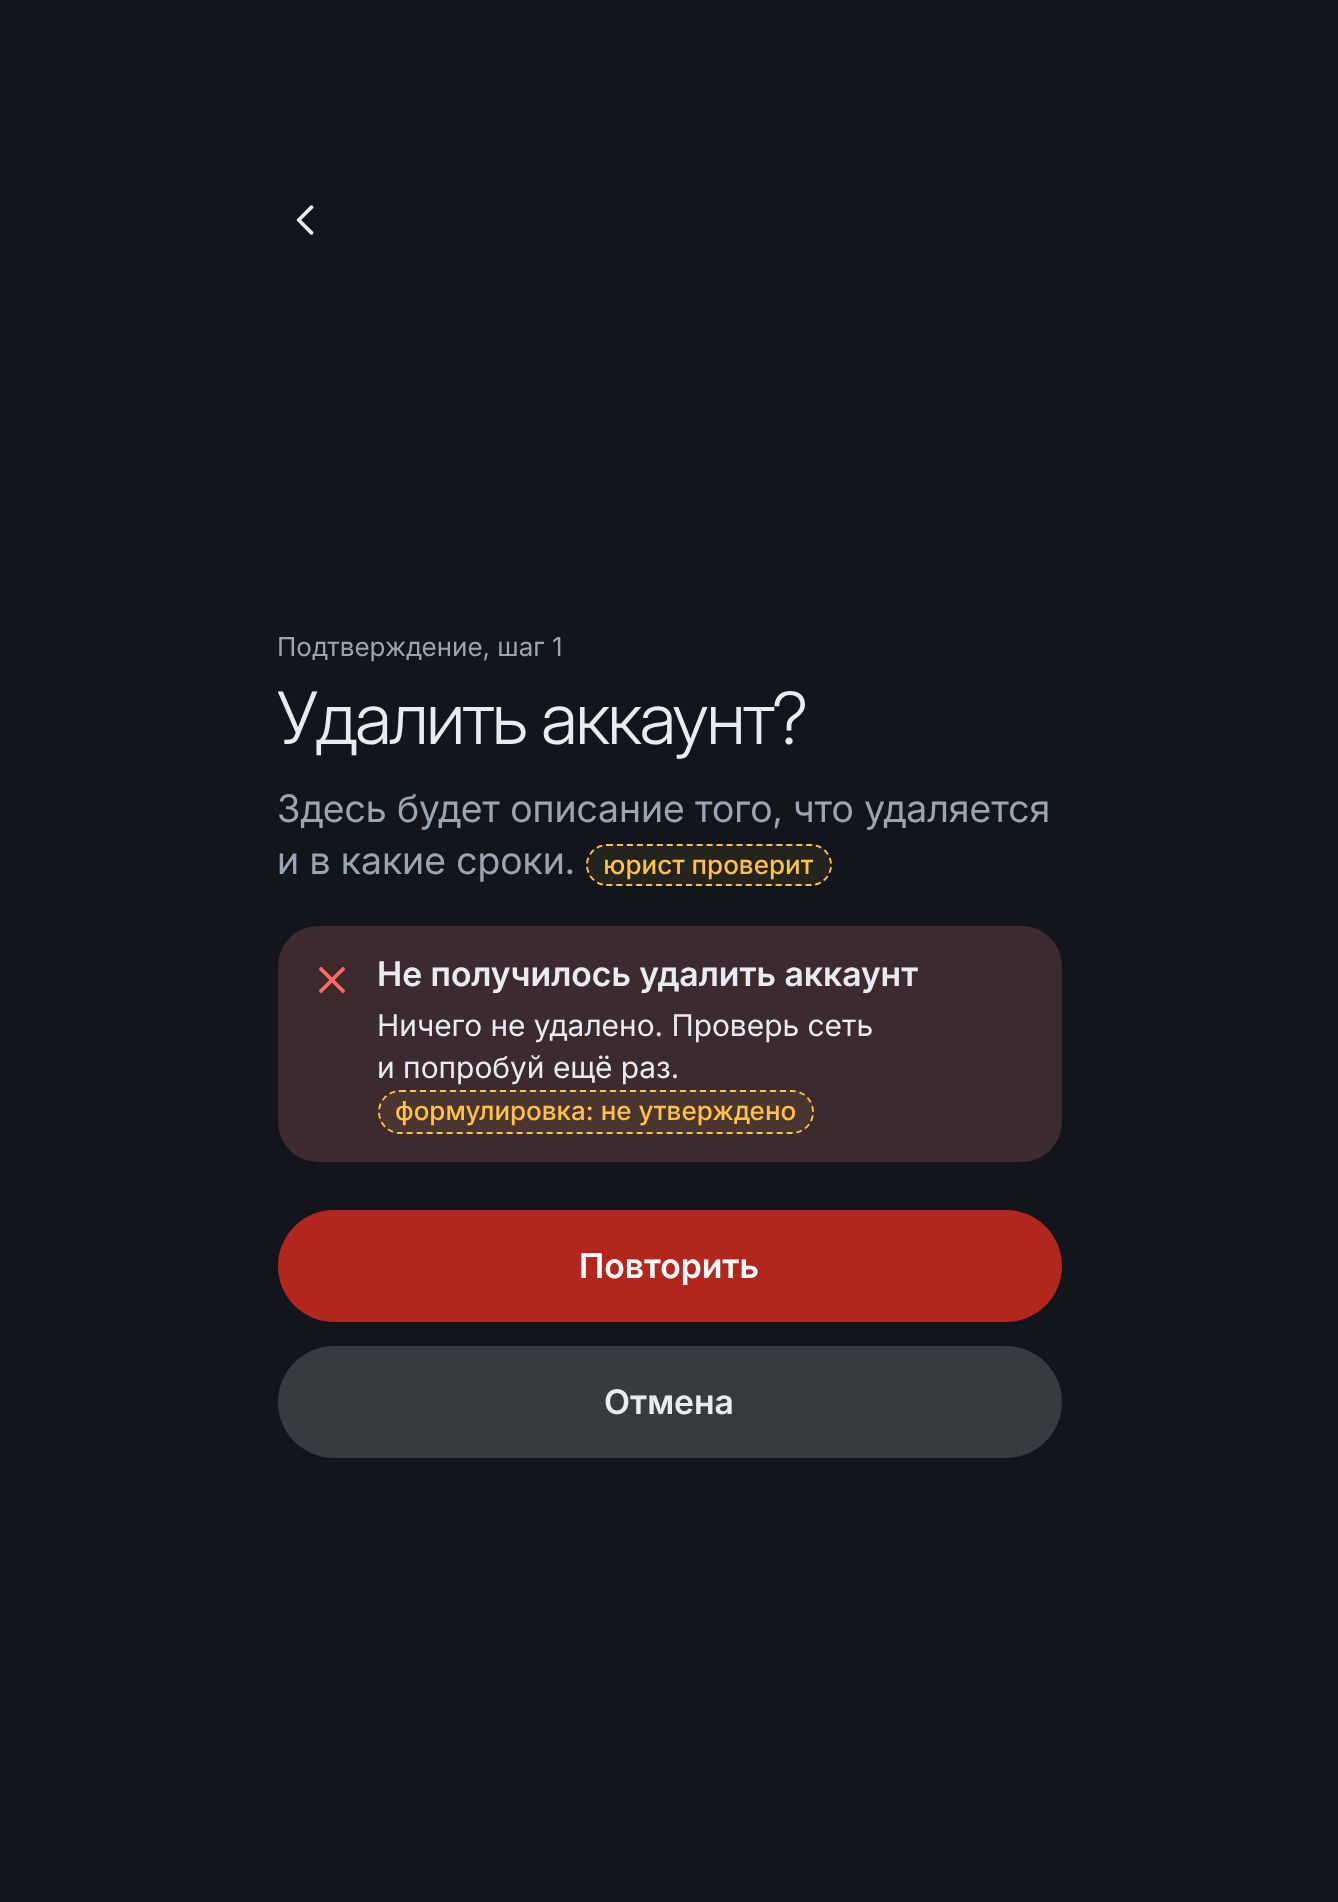 Подтверждение, шаг 1
Удалить аккаунт?
Здесь будет описание того, что удаляется
и в какие сроки. юрист проверит
Не получилось удалить аккаунт
Ничего не удалено. Проверь сеть
и попробуй ещё раз.
формулировка: не утверждено
Повторить
Отмена